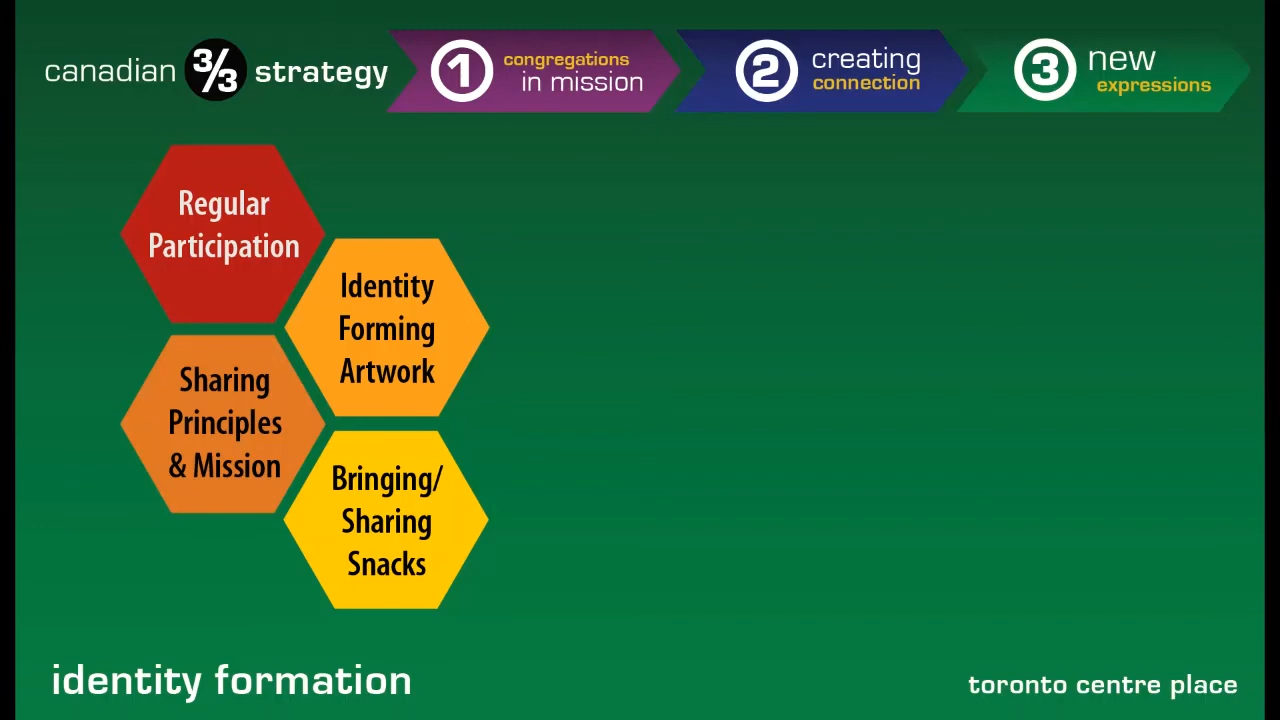 canadian 3/3 strategy
1 congregations
in mission
2 creating
connection
3 new
expressions
Regular
Participation
Identity
Forming
Artwork
Sharing
Principles
& Mission
Bringing/
Sharing
Snacks
identity formation
toronto centre place